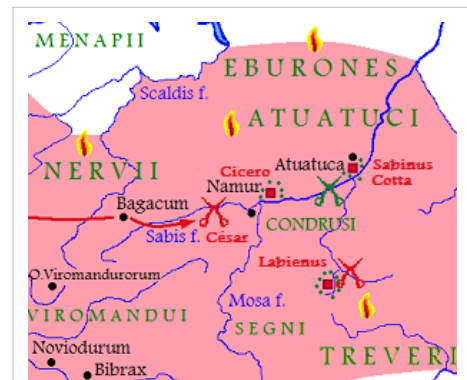 MENAPII
EBURONES
Scaldis f.
ATUATUCI
NERVII
Cicero
Atuatuca
Sabinus
Cotta
Namur
Bagacum
Sabis f.
César
CONDRUSI
Labienus
O.Viromandurorum
Mosa f.
VIROMANDUI
SEGNI
TREVERI
Noviodurum
Bibrax